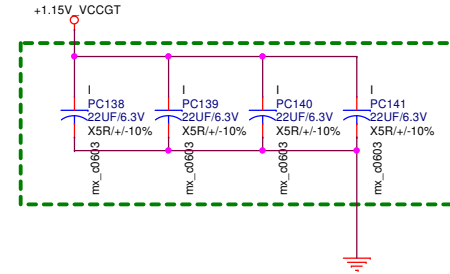 +1.15V_VCCGT
I
PC138
22UF/6.3V
X5R/+/-10%
mx_c0603
I
PC139
22UF/6.3V
X5R/+/-10%
mx_c0603
I
PC140
22UF/6.3V
X5R/+/-10%
mx_c0603
I
PC141
22UF/6.3V
X5R/+/-10%
mx_c0603